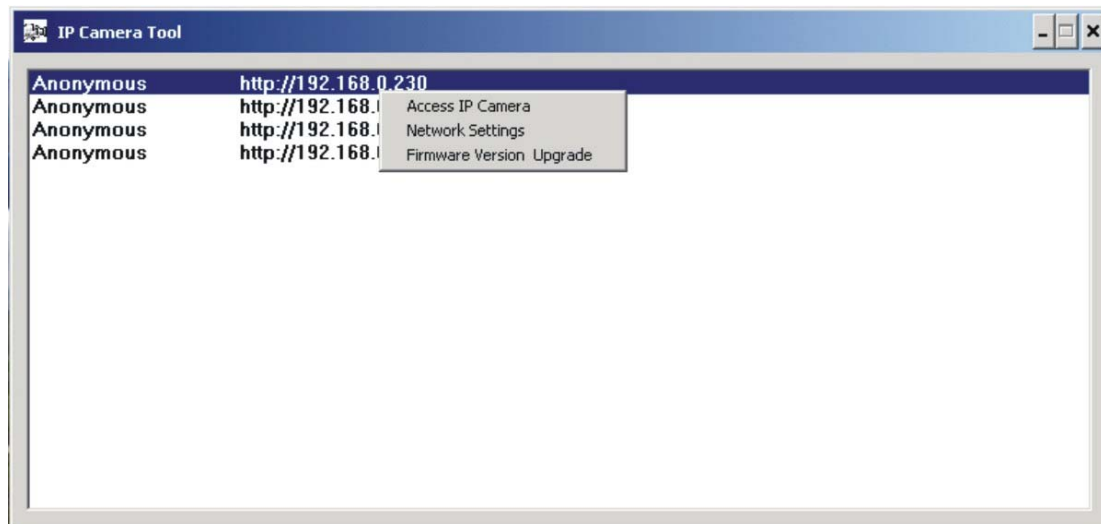 IP Camera Tool
Anonymous http://192.168.0.230
Anonymous http://192.168.
Access IP Camera
Anonymous http://192.168.
Network Settings
Anonymous http://192.168.
Firmware Version Upgrade